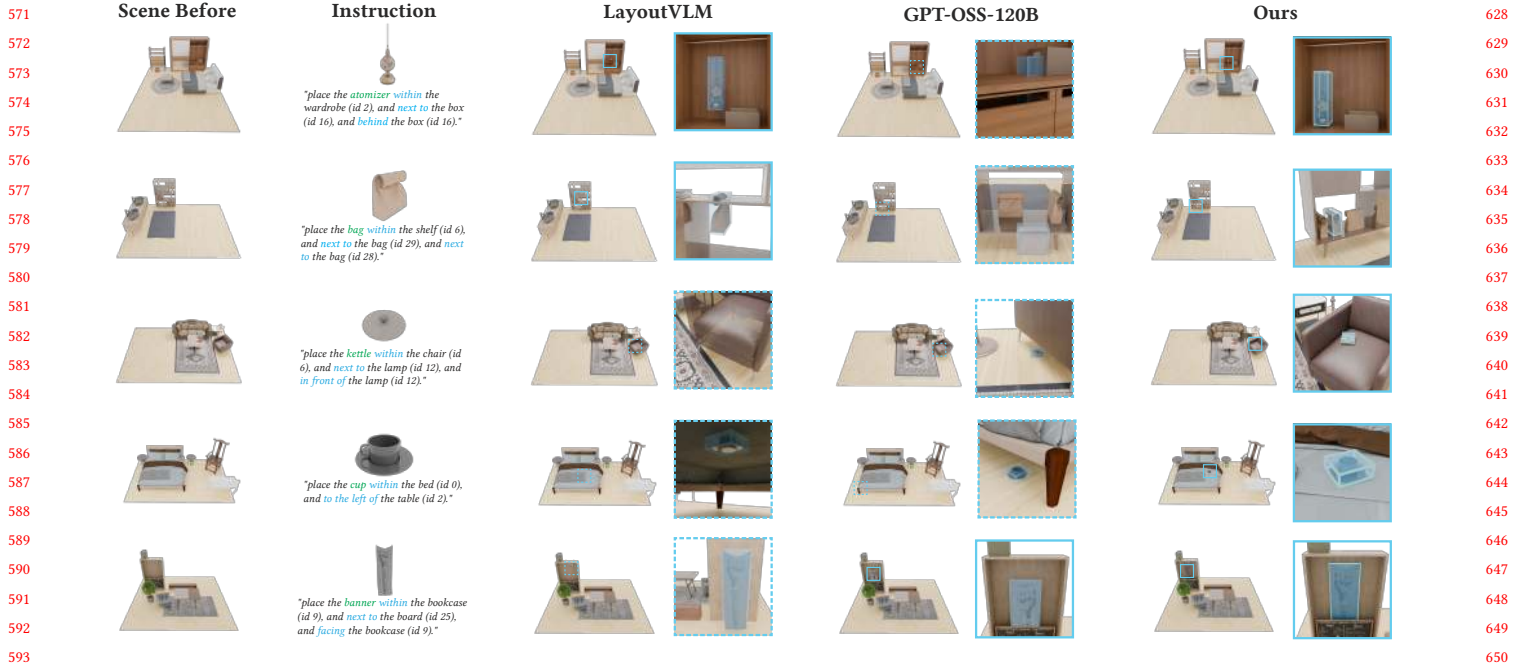 Scene Before
Instruction
LayoutVLM
GPT-OSS-120B
Ours
571
572
573
574
575
576
577
578
579
580
581
582
583
584
585
586
587
588
589
590
591
592
593
"place the atomizer within the
wardrobe (id 2), and next to the box
(id 16), and behind the box (id 16)."
"place the bag within the shelf (id 6),
and next to the bag (id 29), and next
to the bag (id 28)."
"place the kettle within the chair (id
6), and next to the lamp (id 12), and
in front of the lamp (id 12)."
"place the cup within the bed (id 0),
and to the left of the table (id 2)."
"place the banner within the bookcase
(id 9), and next to the board (id 25),
and facing the bookcase (id 9)."
628
629
630
631
632
633
634
635
636
637
638
639
640
641
642
643
644
645
646
647
648
649
650